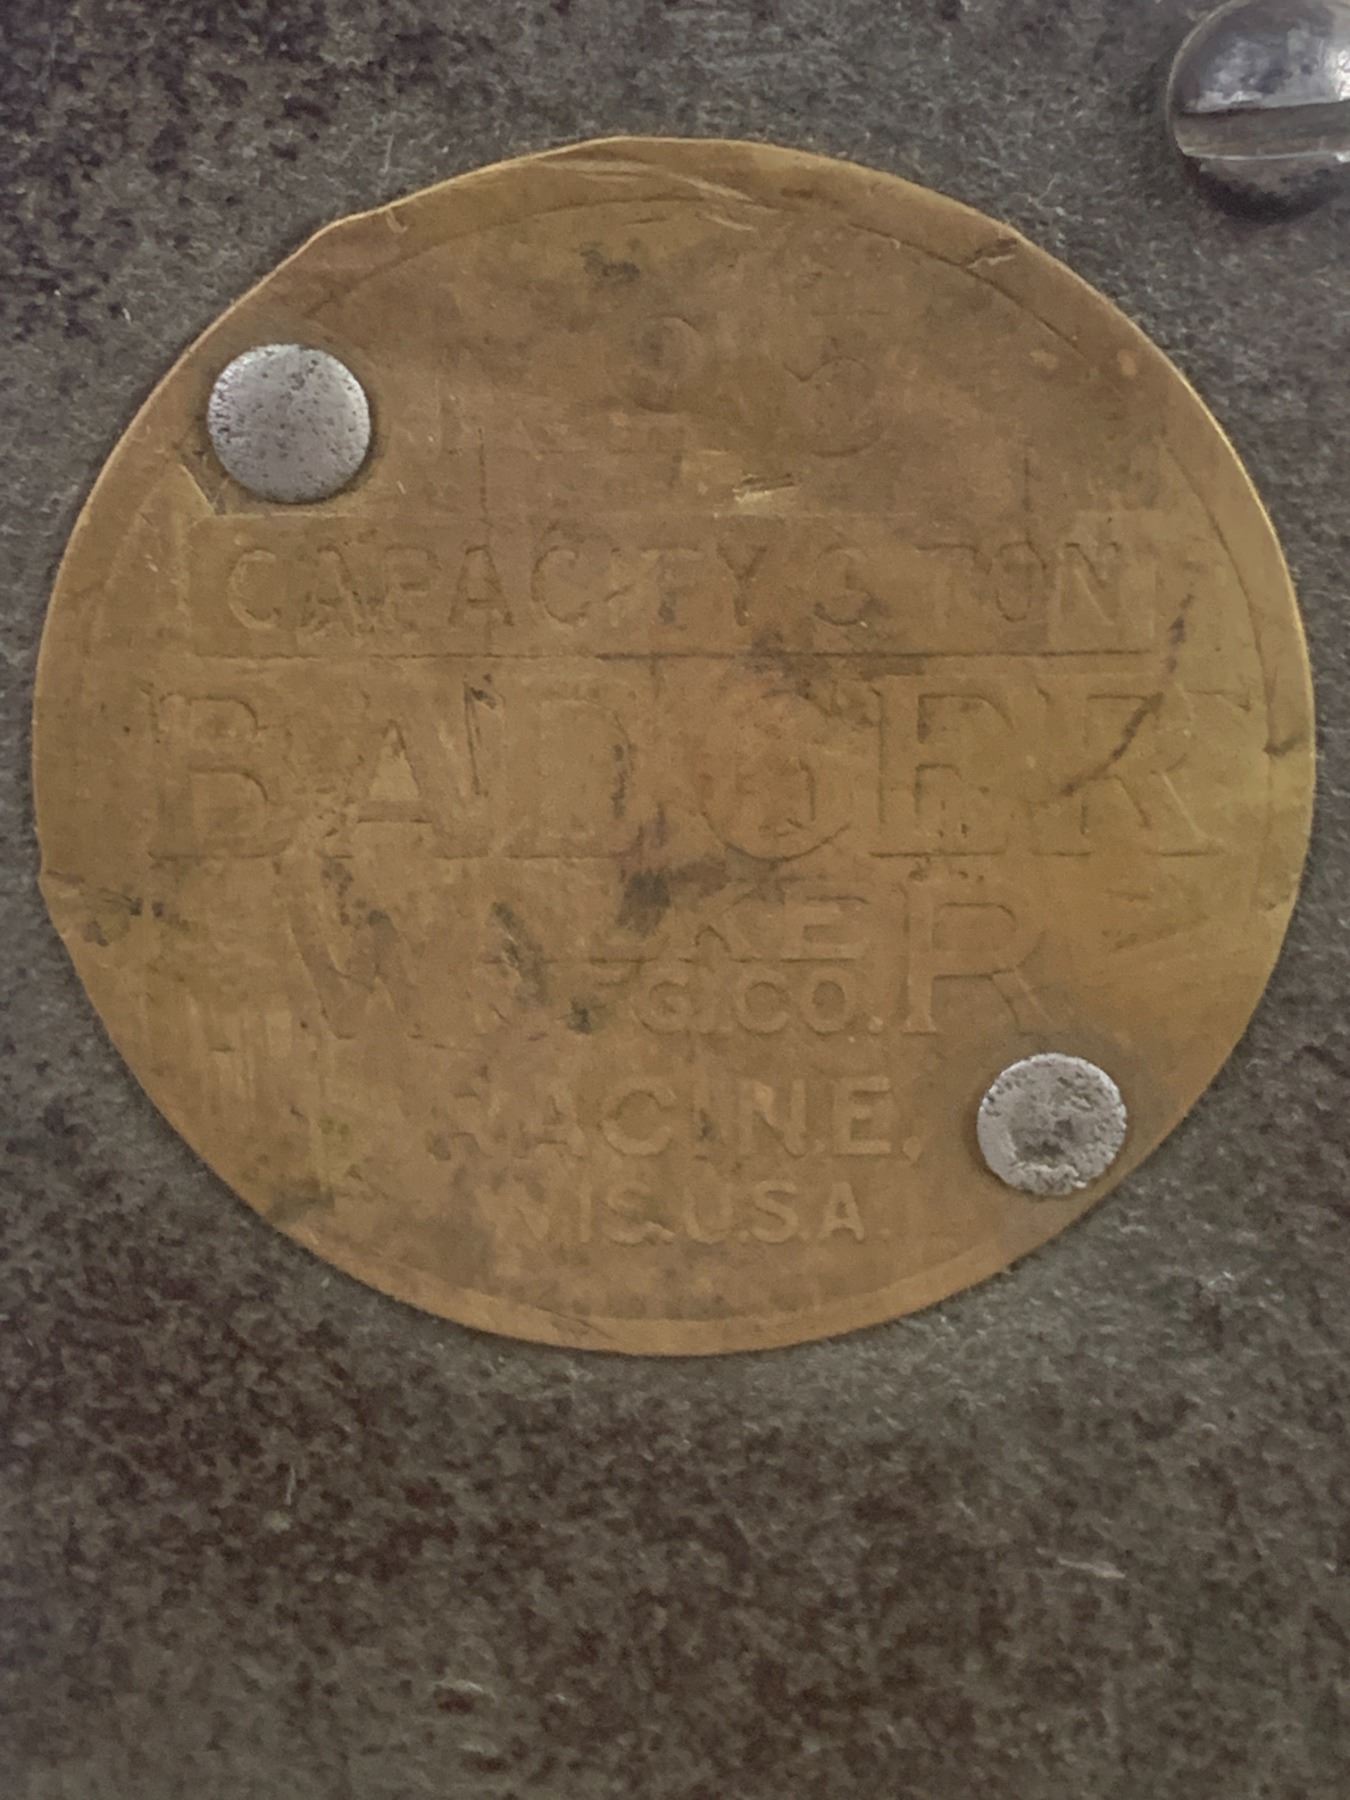 CAPACITY 3 TON
BADGER
WALKER
MFG.CO.
RACINE.
WIS.U.S.A.